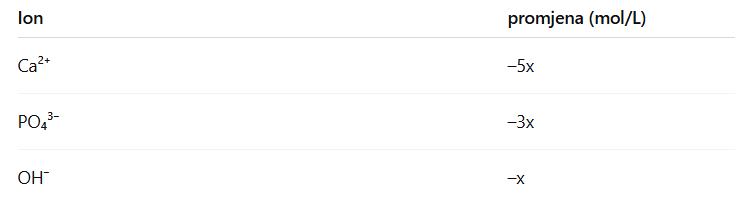 Ion promjena (mol/L)
Ca²⁺ –5x
PO₄³⁻ –3x
OH⁻ –x